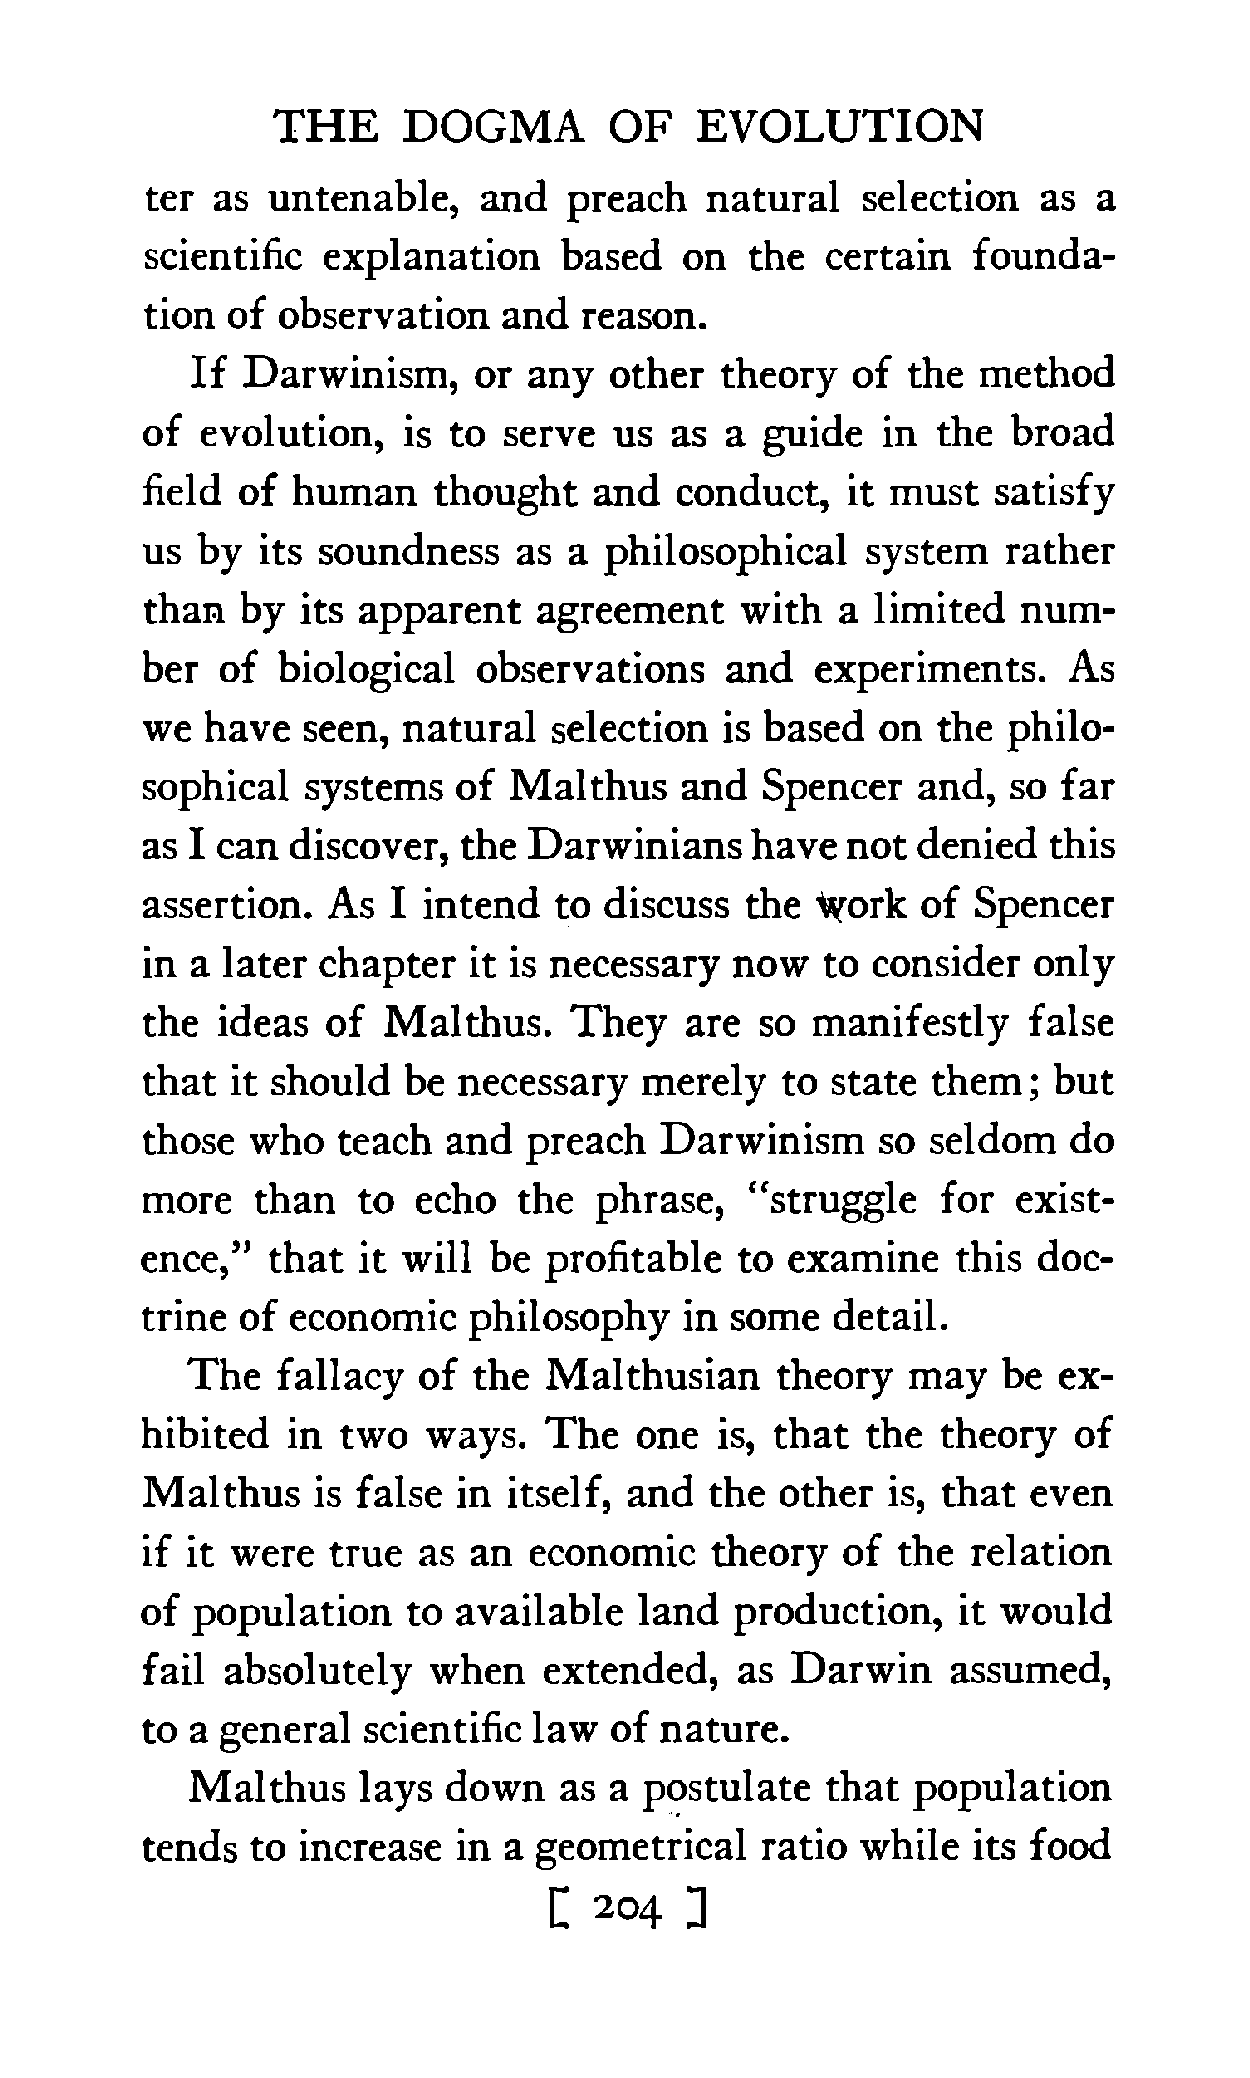 THE DOGMA OF EVOLUTION
ter as untenable, and preach natural selection as a
scientific explanation based on the certain founda-
tion of observation and reason.
If Darwinism, or any other theory of the method
of evolution, is to serve us as a guide in the broad
field of human thought and conduct, it must satisfy
us by its soundness as a philosophical system rather
than by its apparent agreement with a limited num-
ber of biological observations and experiments. As
we have seen, natural selection is based on the philo-
sophical systems of Malthus and Spencer and, so far
as I can discover, the Darwinians have not denied this
assertion. As I intend to discuss the work of Spencer
in a later chapter it is necessary now to consider only
the ideas of Malthus. They are so manifestly false
that it should be necessary merely to state them; but
those who teach and preach Darwinism so seldom do
more than to echo the phrase, "struggle for exist-
ence," that it will be profitable to examine this doc-
trine of economic philosophy in some detail.
The fallacy of the Malthusian theory may be ex-
hibited in two ways. The one is, that the theory of
Malthus is false in itself, and the other is, that even
if it were true as an economic theory of the relation
of population to available land production, it would
fail absolutely when extended, as Darwin assumed,
to a general scientific law of nature.
Malthus lays down as a postulate that population
tends to increase in a geometrical ratio while its food
[ 204 ]